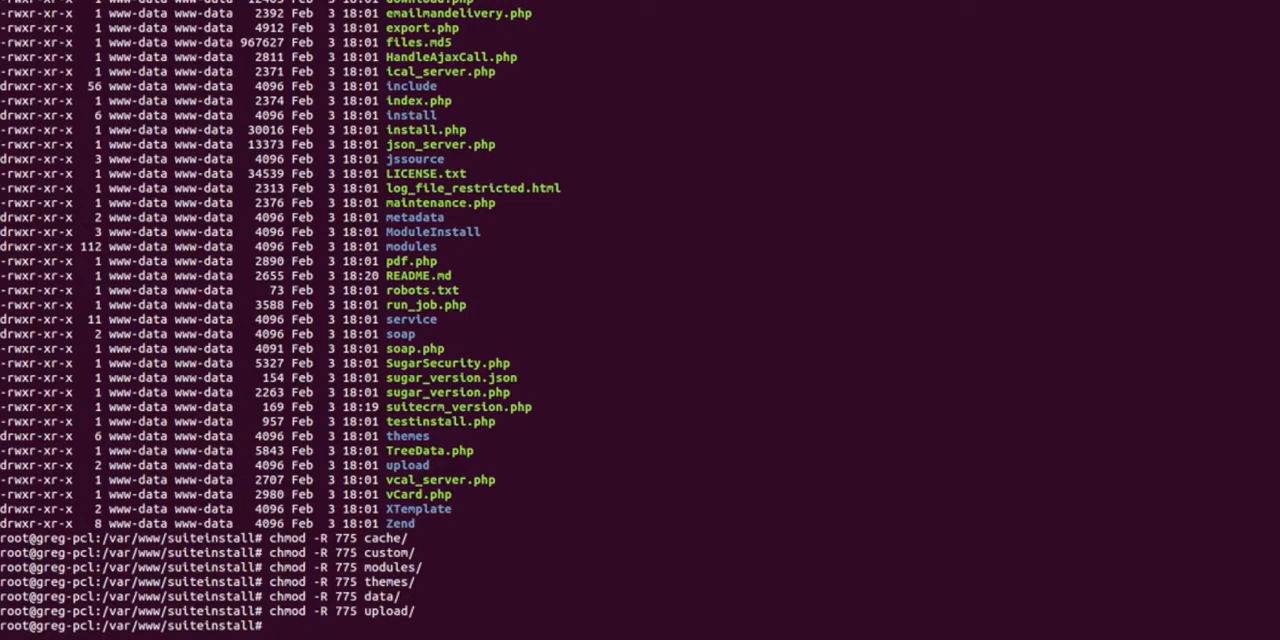 -rwxr-xr-x 1 www-data www-data 12403 Feb 3 18:01 download.php
-rwxr-xr-x 1 www-data www-data 2392 Feb 3 18:01 emailmandelivery.php
-rwxr-xr-x 1 www-data www-data 4912 Feb 3 18:01 export.php
-rwxr-xr-x 1 www-data www-data 967627 Feb 3 18:01 files.md5
-rwxr-xr-x 1 www-data www-data 2811 Feb 3 18:01 HandleAjaxCall.php
-rwxr-xr-x 1 www-data www-data 2371 Feb 3 18:01 ical_server.php
drwxr-xr-x 56 www-data www-data 4096 Feb 3 18:01 include
-rwxr-xr-x 1 www-data www-data 2374 Feb 3 18:01 index.php
drwxr-xr-x 6 www-data www-data 4096 Feb 3 18:01 install
-rwxr-xr-x 1 www-data www-data 30016 Feb 3 18:01 install.php
-rwxr-xr-x 1 www-data www-data 13373 Feb 3 18:01 json_server.php
drwxr-xr-x 3 www-data www-data 4096 Feb 3 18:01 jssource
-rwxr-xr-x 1 www-data www-data 34539 Feb 3 18:01 LICENSE.txt
-rwxr-xr-x 1 www-data www-data 2313 Feb 3 18:01 log_file_restricted.html
-rwxr-xr-x 1 www-data www-data 2376 Feb 3 18:01 maintenance.php
drwxr-xr-x 2 www-data www-data 4096 Feb 3 18:01 metadata
drwxr-xr-x 3 www-data www-data 4096 Feb 3 18:01 ModuleInstall
drwxr-xr-x 112 www-data www-data 4096 Feb 3 18:01 modules
-rwxr-xr-x 1 www-data www-data 2890 Feb 3 18:01 pdf.php
-rwxr-xr-x 1 www-data www-data 2655 Feb 3 18:20 README.md
-rwxr-xr-x 1 www-data www-data 73 Feb 3 18:01 robots.txt
-rwxr-xr-x 1 www-data www-data 3588 Feb 3 18:01 run_job.php
drwxr-xr-x 11 www-data www-data 4096 Feb 3 18:01 service
drwxr-xr-x 2 www-data www-data 4096 Feb 3 18:01 soap
-rwxr-xr-x 1 www-data www-data 4091 Feb 3 18:01 soap.php
-rwxr-xr-x 1 www-data www-data 5327 Feb 3 18:01 SugarSecurity.php
-rwxr-xr-x 1 www-data www-data 154 Feb 3 18:01 sugar_version.json
-rwxr-xr-x 1 www-data www-data 2263 Feb 3 18:01 sugar_version.php
-rwxr-xr-x 1 www-data www-data 169 Feb 3 18:19 suitecrm_version.php
-rwxr-xr-x 1 www-data www-data 957 Feb 3 18:01 testinstall.php
drwxr-xr-x 6 www-data www-data 4096 Feb 3 18:01 themes
-rwxr-xr-x 1 www-data www-data 5843 Feb 3 18:01 TreeData.php
drwxr-xr-x 2 www-data www-data 4096 Feb 3 18:01 upload
-rwxr-xr-x 1 www-data www-data 2707 Feb 3 18:01 vcal_server.php
-rwxr-xr-x 1 www-data www-data 2980 Feb 3 18:01 vCard.php
drwxr-xr-x 2 www-data www-data 4096 Feb 3 18:01 XTemplate
drwxr-xr-x 8 www-data www-data 4096 Feb 3 18:01 Zend
root@greg-pcl:/var/www/suiteinstall# chmod -R 775 cache/
root@greg-pcl:/var/www/suiteinstall# chmod -R 775 custom/
root@greg-pcl:/var/www/suiteinstall# chmod -R 775 modules/
root@greg-pcl:/var/www/suiteinstall# chmod -R 775 themes/
root@greg-pcl:/var/www/suiteinstall# chmod -R 775 data/
root@greg-pcl:/var/www/suiteinstall# chmod -R 775 upload/
root@greg-pcl:/var/www/suiteinstall#